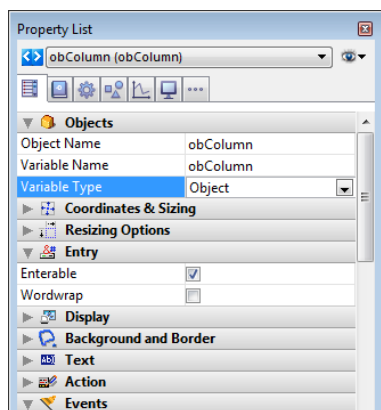 Property List
obColumn (obColumn)
Objects
Object Name obColumn
Variable Name obColumn
Variable Type Object
Coordinates & Sizing
Resizing Options
Entry
Enterable
Wordwrap
Display
Background and Border
Text
Action
Events